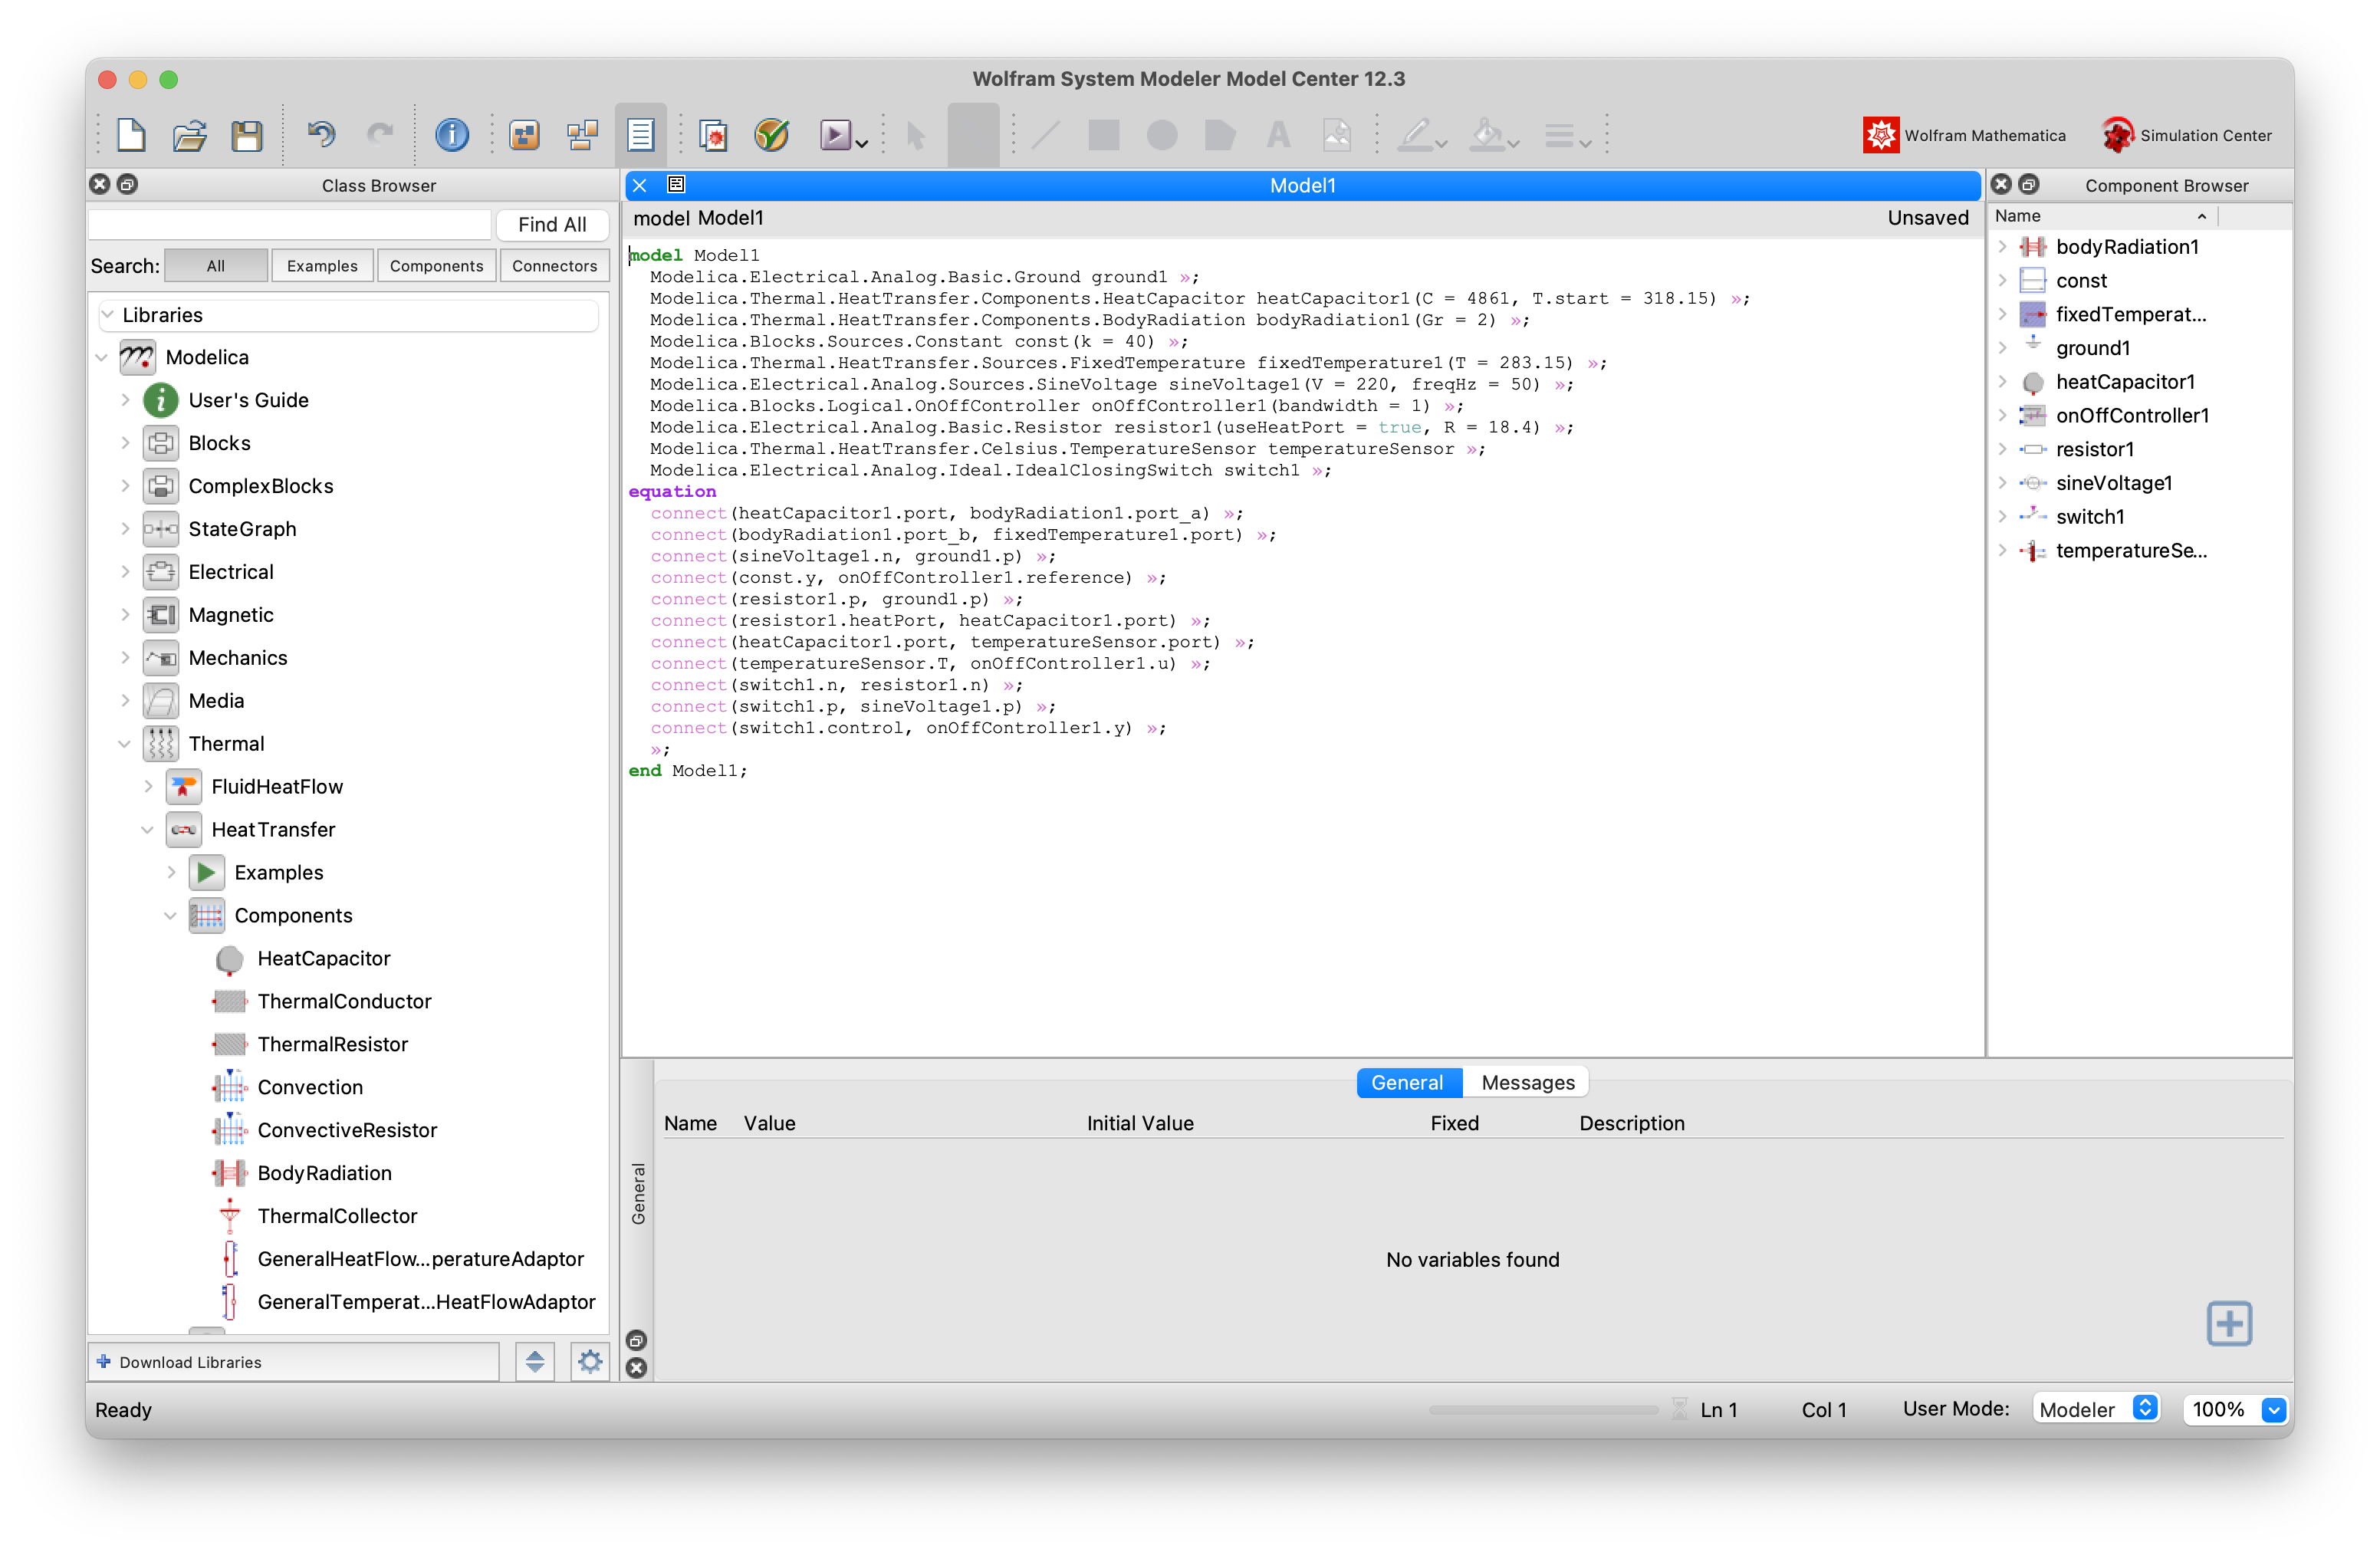 Wolfram System Modeler Model Center 12.3
Wolfram Mathematica
Simulation Center
Class Browser
Find All
Search:
All
Examples
Components
Connectors
Libraries
Modelica
User's Guide
Blocks
ComplexBlocks
StateGraph
Electrical
Magnetic
Mechanics
Media
Thermal
FluidHeatFlow
HeatTransfer
Examples
Components
HeatCapacitor
ThermalConductor
ThermalResistor
Convection
ConvectiveResistor
BodyRadiation
ThermalCollector
GeneralHeatFlow...peratureAdaptor
GeneralTemperat...HeatFlowAdaptor
Download Libraries
Model1
model Model1
Unsaved
model Model1
Modelica.Electrical.Analog.Basic.Ground ground1 »;
Modelica.Thermal.HeatTransfer.Components.HeatCapacitor heatCapacitor1(C = 4861, T.start = 318.15) »;
Modelica.Thermal.HeatTransfer.Components.BodyRadiation bodyRadiation1(Gr = 2) »;
Modelica.Blocks.Sources.Constant const(k = 40) »;
Modelica.Thermal.HeatTransfer.Sources.FixedTemperature fixedTemperature1(T = 283.15) »;
Modelica.Electrical.Analog.Sources.SineVoltage sineVoltage1(V = 220, freqHz = 50) »;
Modelica.Blocks.Logical.OnOffController onOffController1(bandwidth = 1) »;
Modelica.Electrical.Analog.Basic.Resistor resistor1(useHeatPort = true, R = 18.4) »;
Modelica.Thermal.HeatTransfer.Celsius.TemperatureSensor temperatureSensor »;
Modelica.Electrical.Analog.Ideal.IdealClosingSwitch switch1 »;
equation
connect(heatCapacitor1.port, bodyRadiation1.port_a) »;
connect(bodyRadiation1.port_b, fixedTemperature1.port) »;
connect(sineVoltage1.n, ground1.p) »;
connect(const.y, onOffController1.reference) »;
connect(resistor1.p, ground1.p) »;
connect(resistor1.heatPort, heatCapacitor1.port) »;
connect(heatCapacitor1.port, temperatureSensor.port) »;
connect(temperatureSensor.T, onOffController1.u) »;
connect(switch1.n, resistor1.n) »;
connect(switch1.p, sineVoltage1.p) »;
connect(switch1.control, onOffController1.y) »;
»;
end Model1;
Component Browser
Name
bodyRadiation1
const
fixedTemperat...
ground1
heatCapacitor1
onOffController1
resistor1
sineVoltage1
switch1
temperatureSe...
General
General
Messages
Name
Value
Initial Value
Fixed
Description
No variables found
Ready
Ln 1
Col 1
User Mode:
Modeler
100%